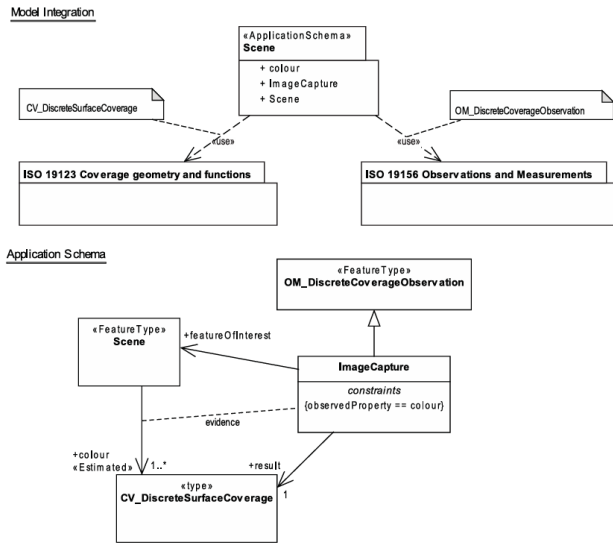 Model Integration
«ApplicationSchema»
Scene
+ colour
+ ImageCapture
+ Scene
CV_DiscreteSurfaceCoverage
OM_DiscreteCoverageObservation
«use»
«use»
ISO 19123 Coverage geometry and functions
ISO 19156 Observations and Measurements
Application Schema
«FeatureType»
OM_DiscreteCoverageObservation
«FeatureType»
Scene
+featureOfInterest
ImageCapture
constraints
{observedProperty == colour}
evidence
+colour
«Estimated»
1..*
+result
1
«type»
CV_DiscreteSurfaceCoverage